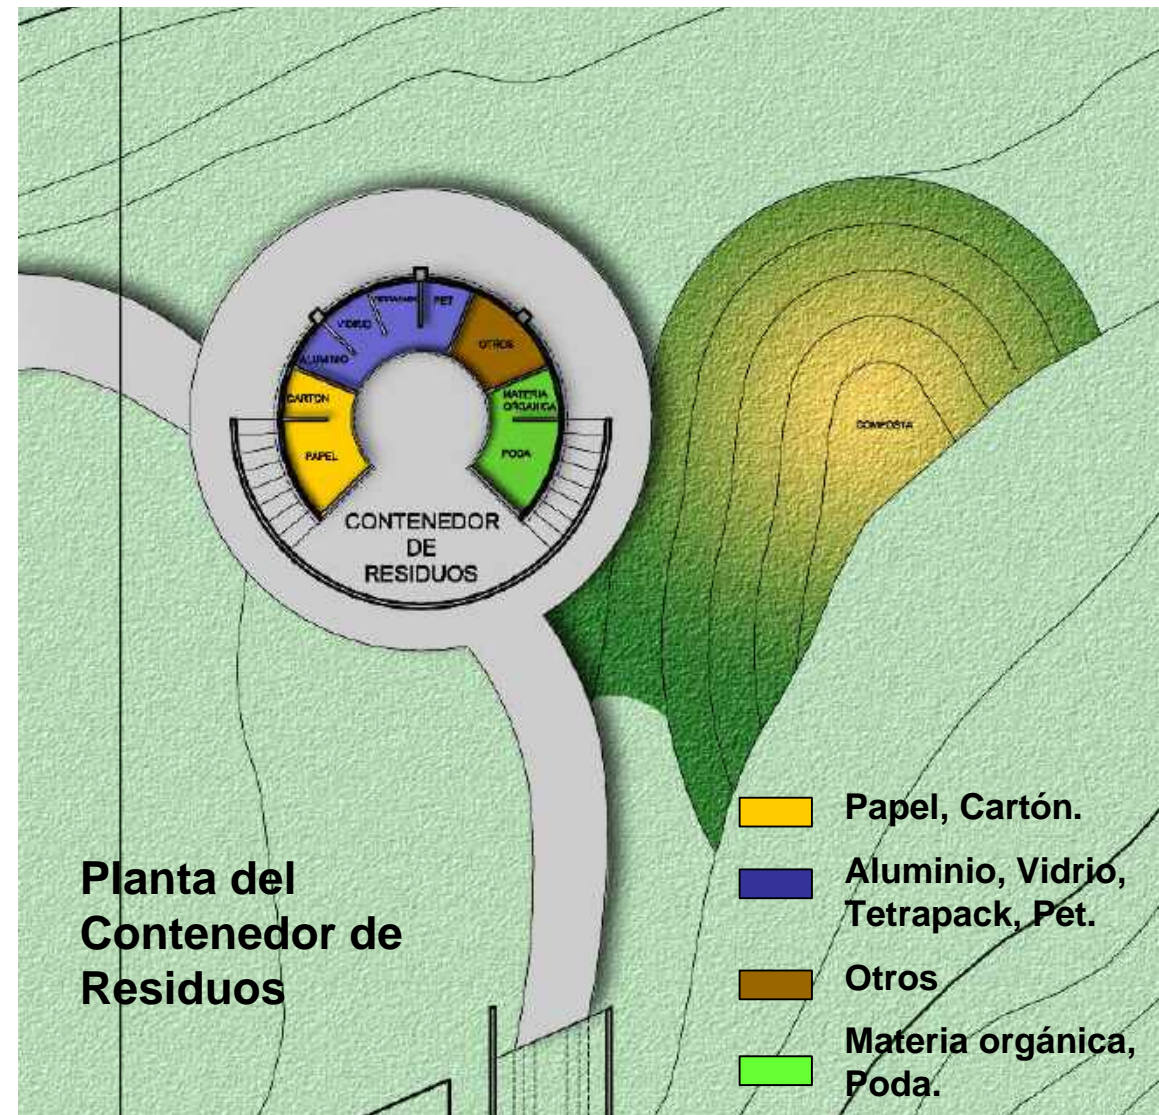 PET
VIDRIO
OTROS
ALUMINIO
CARTON
MATERIA
ORGANICA
PAPEL
PODA
COMPOSTA
CONTENEDOR
DE
RESIDUOS
Planta del
Contenedor de
Residuos
Papel, Cartón.
Aluminio, Vidrio,
Tetrapack, Pet.
Otros
Materia orgánica,
Poda.